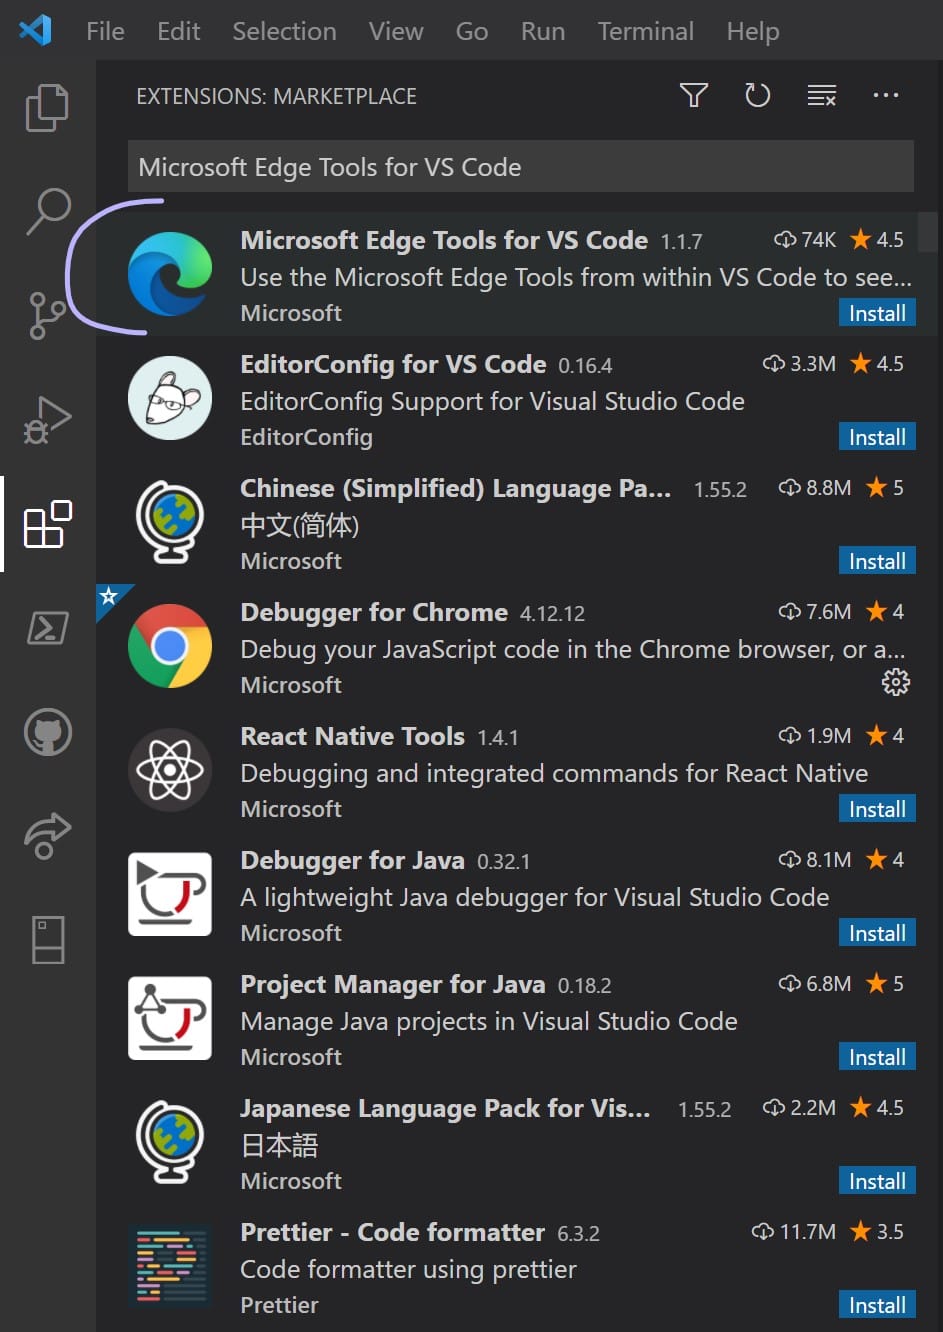 File Edit Selection View Go Run Terminal Help
EXTENSIONS: MARKETPLACE
Microsoft Edge Tools for VS Code
Microsoft Edge Tools for VS Code 1.1.7 74K 4.5
Use the Microsoft Edge Tools from within VS Code to see...
Microsoft Install
EditorConfig for VS Code 0.16.4 3.3M 4.5
EditorConfig Support for Visual Studio Code
EditorConfig Install
Chinese (Simplified) Language Pa... 1.55.2 8.8M 5
中文(简体)
Microsoft Install
Debugger for Chrome 4.12.12 7.6M 4
Debug your JavaScript code in the Chrome browser, or a...
Microsoft
React Native Tools 1.4.1 1.9M 4
Debugging and integrated commands for React Native
Microsoft Install
Debugger for Java 0.32.1 8.1M 4
A lightweight Java debugger for Visual Studio Code
Microsoft Install
Project Manager for Java 0.18.2 6.8M 5
Manage Java projects in Visual Studio Code
Microsoft Install
Japanese Language Pack for Vis... 1.55.2 2.2M 4.5
日本語
Microsoft Install
Prettier - Code formatter 6.3.2 11.7M 3.5
Code formatter using prettier
Prettier Install